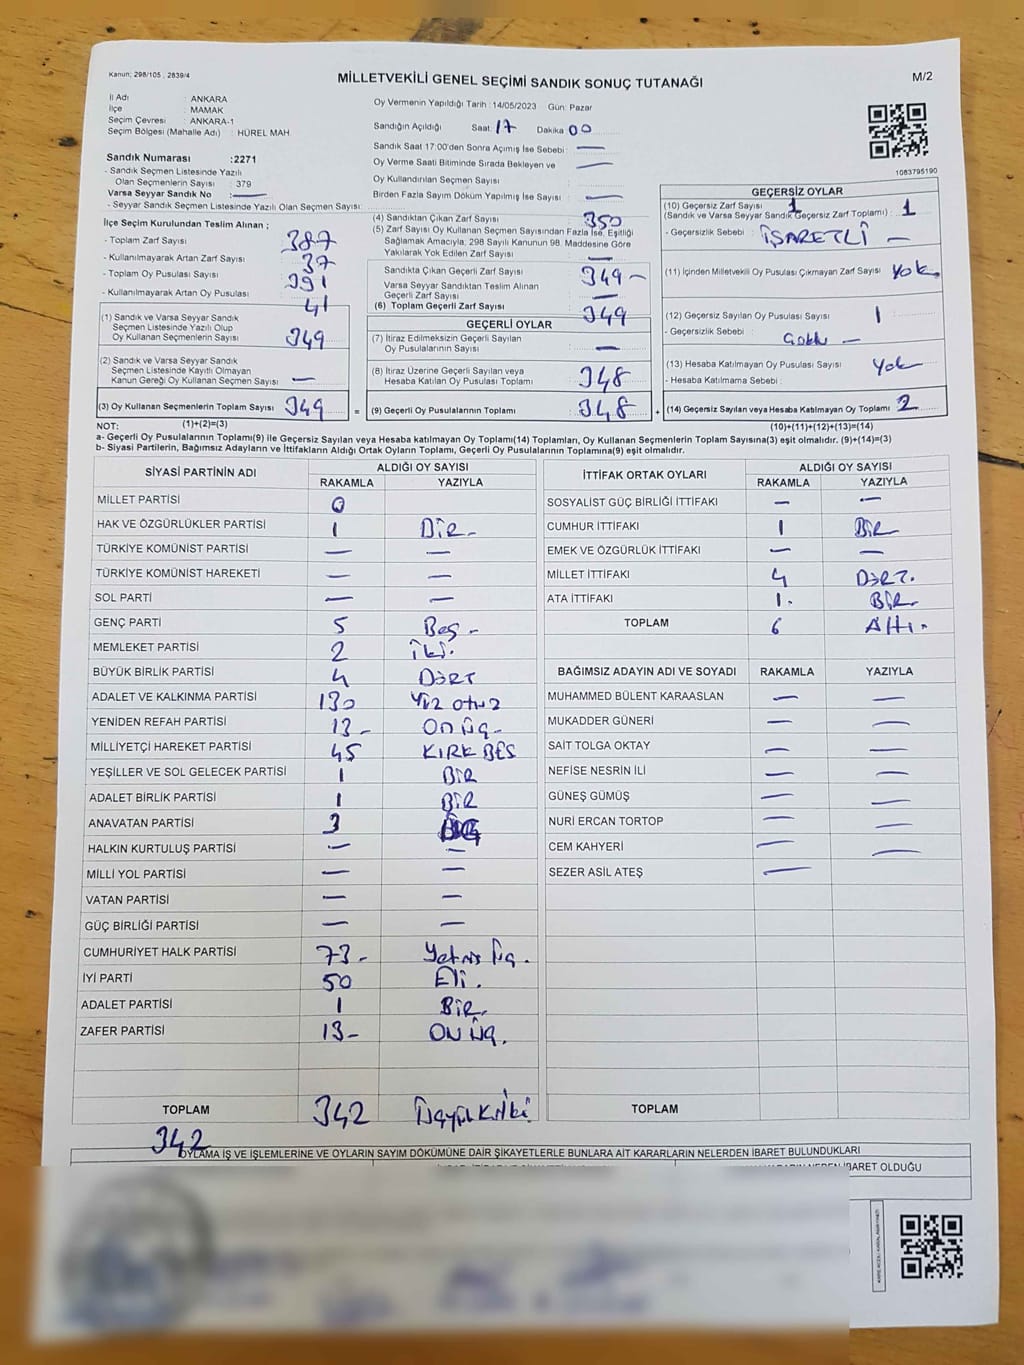 Kanun; 298/105 , 2839/4
MİLLETVEKİLİ GENEL SEÇİMİ SANDIK SONUÇ TUTANAĞI
M/2
İl Adı : ANKARA
İlçe : MAMAK
Seçim Çevresi : ANKARA-1
Seçim Bölgesi (Mahalle Adı) : HÜREL MAH.
Sandık Numarası :2271
- Sandık Seçmen Listesinde Yazılı
Olan Seçmenlerin Sayısı : 379
Varsa Seyyar Sandık No : —
- Seyyar Sandık Seçmen Listesinde Yazılı Olan Seçmen Sayısı:
İlçe Seçim Kurulundan Teslim Alınan ;
- Toplam Zarf Sayısı : 387
- Kullanılmayarak Artan Zarf Sayısı : 37
- Toplam Oy Pusulası Sayısı : 391
- Kullanılmayarak Artan Oy Pusulası : 41
(1) Sandık ve Varsa Seyyar Sandık
Seçmen Listesinde Yazılı Olup
Oy Kullanan Seçmenlerin Sayısı : 349
(2) Sandık ve Varsa Seyyar Sandık
Seçmen Listesinde Kayıtlı Olmayan
Kanun Gereği Oy Kullanan Seçmen Sayısı : —
(3) Oy Kullanan Seçmenlerin Toplam Sayısı : 349
(1)+(2)=(3)
Oy Vermenin Yapıldığı Tarih : 14/05/2023 Gün: Pazar
Sandığın Açıldığı Saat: 17 Dakika 00
Sandık Saat 17:00'den Sonra Açımış İse Sebebi : —
Oy Verme Saati Bitiminde Sırada Bekleyen ve —
Oy Kullandırılan Seçmen Sayısı
Birden Fazla Sayım Döküm Yapılmış İse : —
(4) Sandıktan Çıkan Zarf Sayısı : 350
(5) Zarf Sayısı Oy Kullanan Seçmen Sayısından Fazla İse, Eşitliği
Sağlamak Amacıyla, 298 Sayılı Kanunun 98. Maddesine Göre
Yakılarak Yok Edilen Zarf Sayısı : —
Sandıkta Çıkan Geçerli Zarf Sayısı : 349 —
Varsa Seyyar Sandıktan Teslim Alınan
Geçerli Zarf Sayısı : —
(6) Toplam Geçerli Zarf Sayısı : 349
GEÇERLİ OYLAR
(7) İtiraz Edilmeksizin Geçerli Sayılan
Oy Pusulalarının Sayısı : —
(8) İtiraz Üzerine Geçerli Sayılan veya
Hesaba Katılan Oy Pusulası Toplamı : 348
= (9) Geçerli Oy Pusulalarının Toplamı : 348 +
1083795190
GEÇERSİZ OYLAR
(10) Geçersiz Zarf Sayısı 1
(Sandık ve Varsa Seyyar Sandık Geçersiz Zarf Toplamı) : 1
- Geçersizlik Sebebi : İŞARETLİ —
(11) İçinden Milletvekili Oy Pusulası Çıkmayan Zarf Sayısı : Yok.
(12) Geçersiz Sayılan Oy Pusulası Sayısı : 1
- Geçersizlik Sebebi :
(13) Hesaba Katılmayan Oy Pusulası Sayısı : Yok
- Hesaba Katılmama Sebebi :
(14) Geçersiz Sayılan veya Hesaba Katılmayan Oy Toplamı : 2
(10)+(11)+(12)+(13)=(14)
NOT:
a- Geçerli Oy Pusulalarının Toplamı(9) ile Geçersiz Sayılan veya Hesaba katılmayan Oy Toplamı(14) Toplamları, Oy Kullanan Seçmenlerin Toplam Sayısına(3) eşit olmalıdır. (9)+(14)=(3)
b- Siyasi Partilerin, Bağımsız Adayların ve İttifakların Aldığı Ortak Oyların Toplamı, Geçerli Oy Pusulalarının Toplamına(9) eşit olmalıdır.
SİYASİ PARTİNİN ADI ALDIĞI OY SAYISI
RAKAMLA YAZIYLA
MİLLET PARTİSİ 0
HAK VE ÖZGÜRLÜKLER PARTİSİ 1 BİR -
TÜRKİYE KOMÜNİST PARTİSİ — —
TÜRKİYE KOMÜNİST HAREKETİ — —
SOL PARTİ — —
GENÇ PARTİ 5 Beş -
MEMLEKET PARTİSİ 2 İki.
BÜYÜK BİRLİK PARTİSİ 4 DÖRT
ADALET VE KALKINMA PARTİSİ 130 Yüz otuz
YENİDEN REFAH PARTİSİ 13 - On üç -
MİLLİYETÇİ HAREKET PARTİSİ 45 KIRK BEŞ
YEŞİLLER VE SOL GELECEK PARTİSİ 1 BİR
ADALET BİRLİK PARTİSİ 1 BİR
ANAVATAN PARTİSİ 3
HALKIN KURTULUŞ PARTİSİ — —
MİLLİ YOL PARTİSİ — —
VATAN PARTİSİ — —
GÜÇ BİRLİĞİ PARTİSİ — —
CUMHURİYET HALK PARTİSİ 73 - Yetmiş üç.
İYİ PARTİ 50 Eli.
ADALET PARTİSİ 1 BİR.
ZAFER PARTİSİ 13 - ON ÜÇ.
TOPLAM 342
342
İTTİFAK ORTAK OYLARI ALDIĞI OY SAYISI
RAKAMLA YAZIYLA
SOSYALİST GÜÇ BİRLİĞİ İTTİFAKI — —
CUMHUR İTTİFAKI 1 BİR
EMEK VE ÖZGÜRLÜK İTTİFAKI — —
MİLLET İTTİFAKI 4 DÖRT.
ATA İTTİFAKI 1. BİR.
TOPLAM 6 Altı.
BAĞIMSIZ ADAYIN ADI VE SOYADI RAKAMLA YAZIYLA
MUHAMMED BÜLENT KARAASLAN — —
MUKADDER GÜNERİ — —
SAİT TOLGA OKTAY — —
NEFİSE NESRİN İLİ — —
GÜNEŞ GÜMÜŞ — —
NURİ ERCAN TORTOP — —
CEM KAHYERİ — —
SEZER ASİL ATEŞ —
TOPLAM
OYLAMA İŞ VE İŞLEMLERİNE VE OYLARIN SAYIM DÖKÜMÜNE DAİR ŞİKAYETLERLE BUNLARA AİT KARARLARIN NELERDEN İBARET BULUNDUKLARI
NEDEN İBARET OLDUĞU